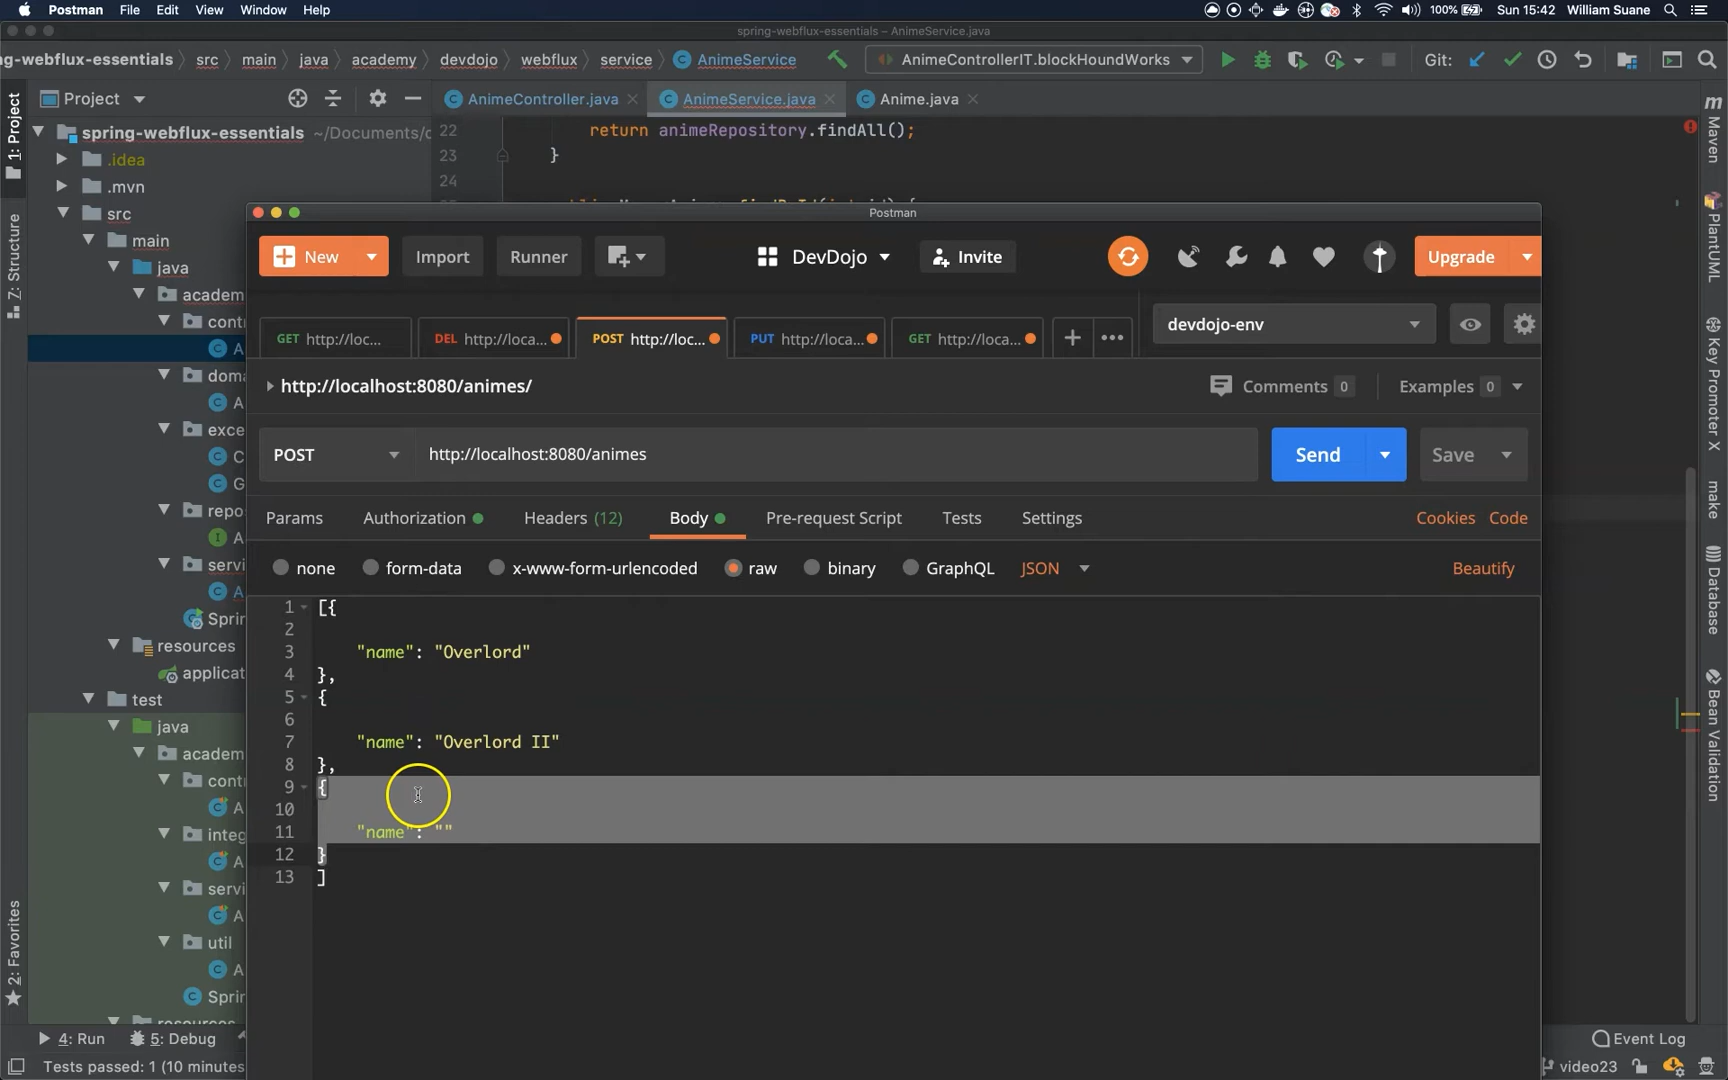 Postman File Edit View Window Help 100% Sun 15:42 William Suane
spring-webflux-essentials – AnimeService.java
ng-webflux-essentials src main java academy devdojo webflux service AnimeService AnimeControllerIT.blockHoundWorks Git:
1: Project
Z: Structure
2: Favorites
Project
AnimeController.java AnimeService.java Anime.java
spring-webflux-essentials ~/Documents/d
.idea
.mvn
src
main
java
academ
cont
A
doma
A
exce
C
G
repo
A
servi
A
Spri
resources
applicat
test
java
academ
cont
A
integ
A
servi
A
util
A
Spri
22 return animeRepository.findAll();
23 }
24
Postman
New Import Runner DevDojo Invite Upgrade
GET http://loc... DEL http://loca... POST http://loc... PUT http://loca... GET http://loca... devdojo-env
http://localhost:8080/animes/ Comments 0 Examples 0
POST http://localhost:8080/animes Send Save
Params Authorization Headers (12) Body Pre-request Script Tests Settings Cookies Code
none form-data x-www-form-urlencoded raw binary GraphQL JSON Beautify
1 [{
2
3 "name": "Overlord"
4 },
5 {
6
7 "name": "Overlord II"
8 },
9 {
10
11 "name": ""
12 }
13 ]
m
Maven
PlantUML
Key Promoter X
make
Database
Bean Validation
4: Run 5: Debug Event Log
Tests passed: 1 (10 minutes video23